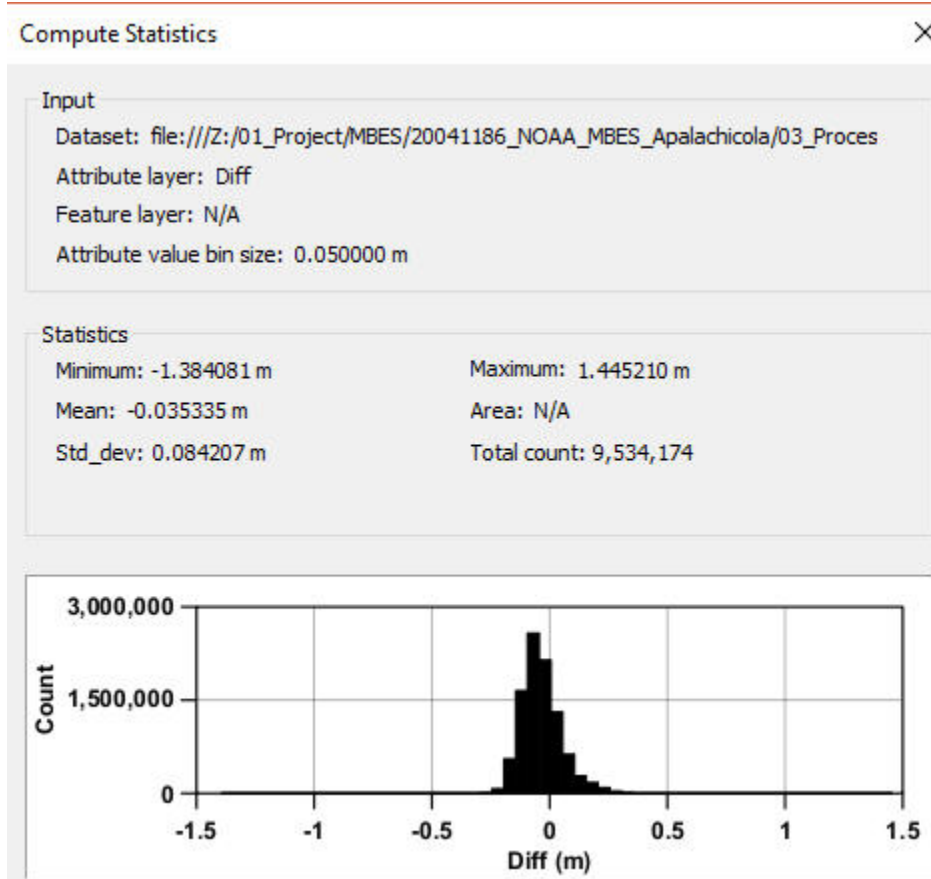 Compute Statistics
Input
Dataset: file:///Z:/01_Project/MBES/20041186_NOAA_MBES_Apalachicola/03_Proces
Attribute layer: Diff
Feature layer: N/A
Attribute value bin size: 0.050000 m
Statistics
Minimum: -1.384081 m
Maximum: 1.445210 m
Mean: -0.035335 m
Area: N/A
Std_dev: 0.084207 m
Total count: 9,534,174
3,000,000
1,500,000
0
Count
-1.5 -1 -0.5 0 0.5 1 1.5
Diff (m)